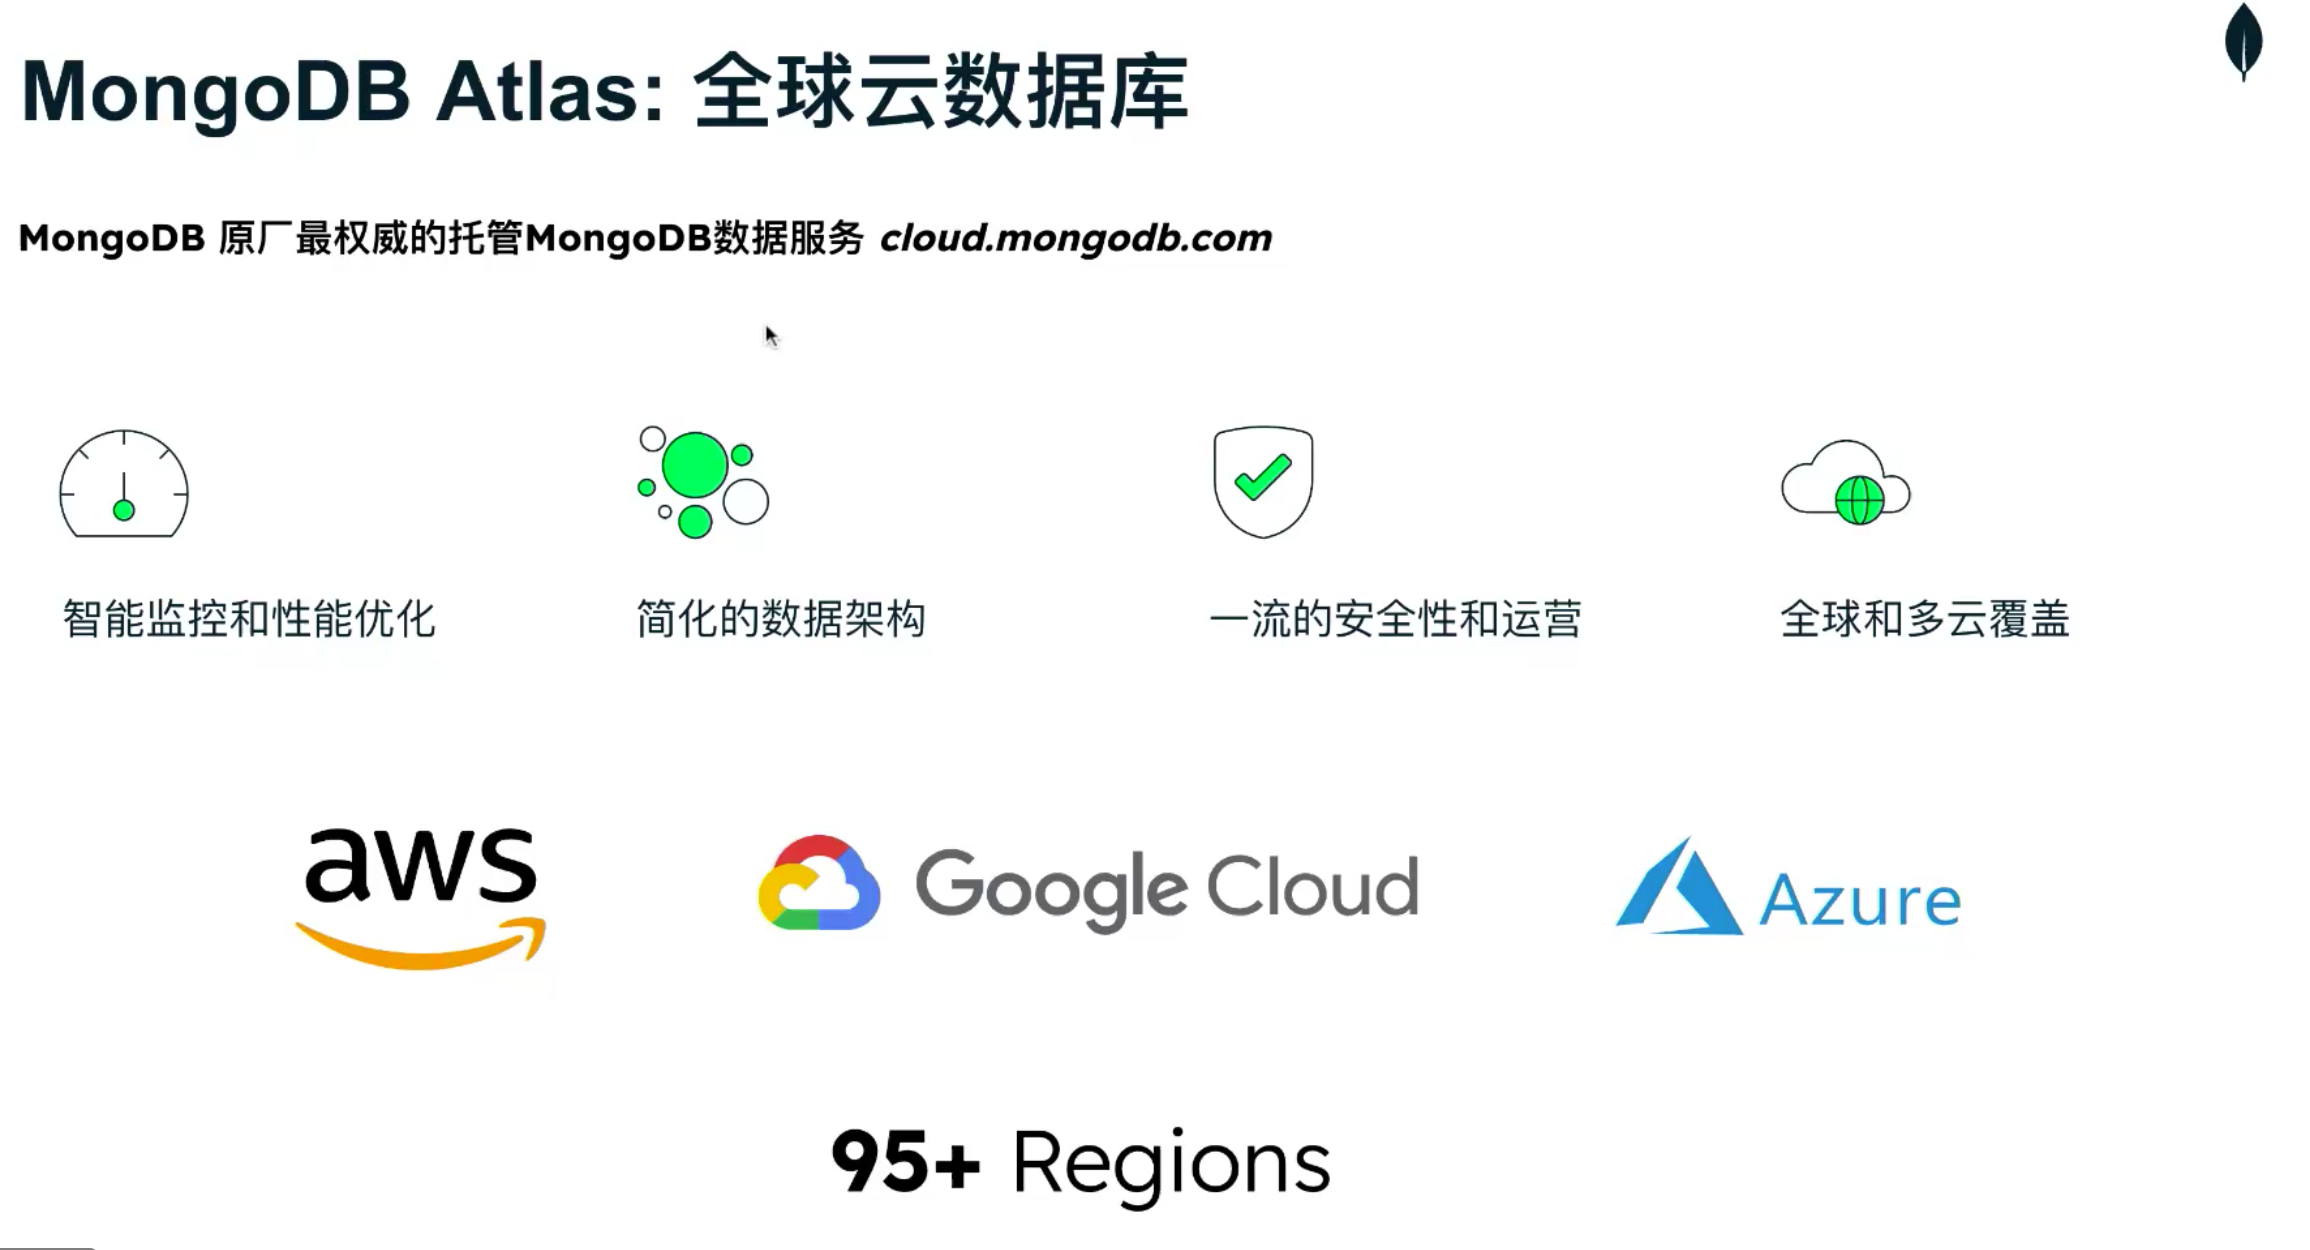 MongoDB Atlas: 全球云数据库
MongoDB 原厂最权威的托管MongoDB数据服务 cloud.mongodb.com
智能监控和性能优化
简化的数据架构
一流的安全性和运营
全球和多云覆盖
aws
Google Cloud
Azure
95+ Regions